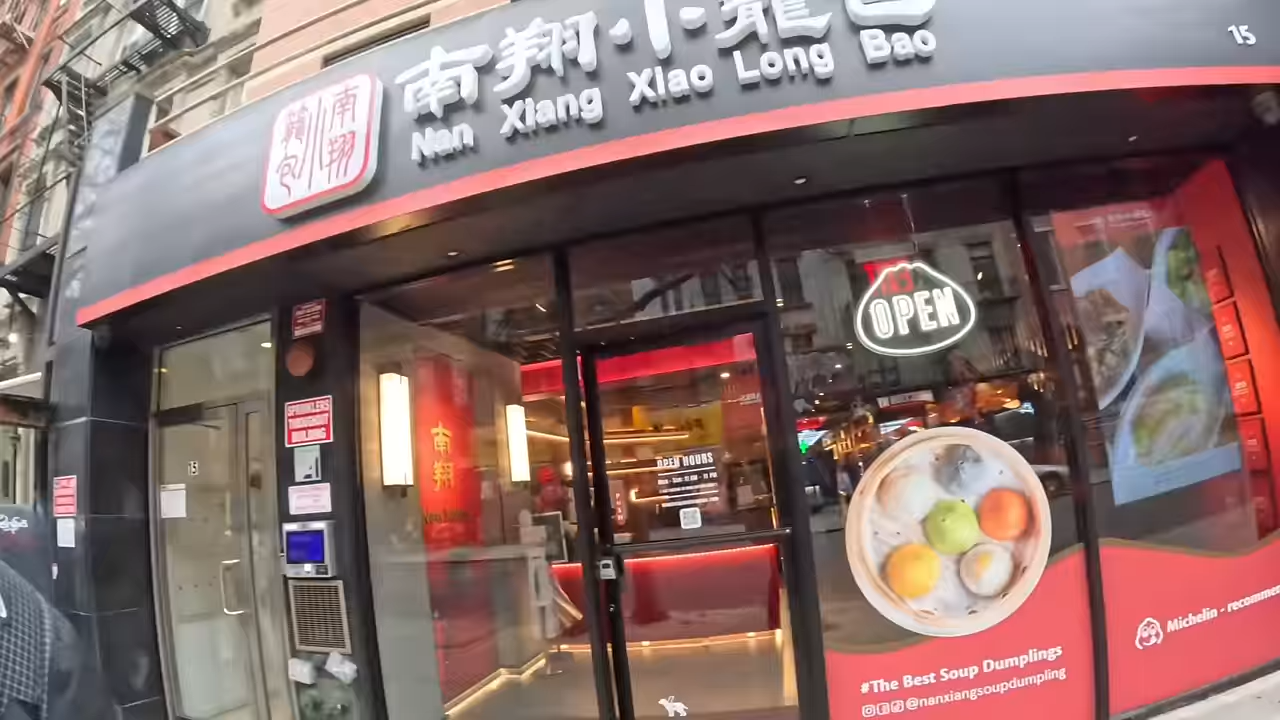 南翔小籠包
Nan Xiang Xiao Long Bao
15
南翔
小
籠包
OPEN
SPRINKLERS
THROUGHOUT
BUILDING
15
南翔
OPEN HOURS
#The Best Soup Dumplings
@nanxiangsoupdumpling
Michelin - recomme